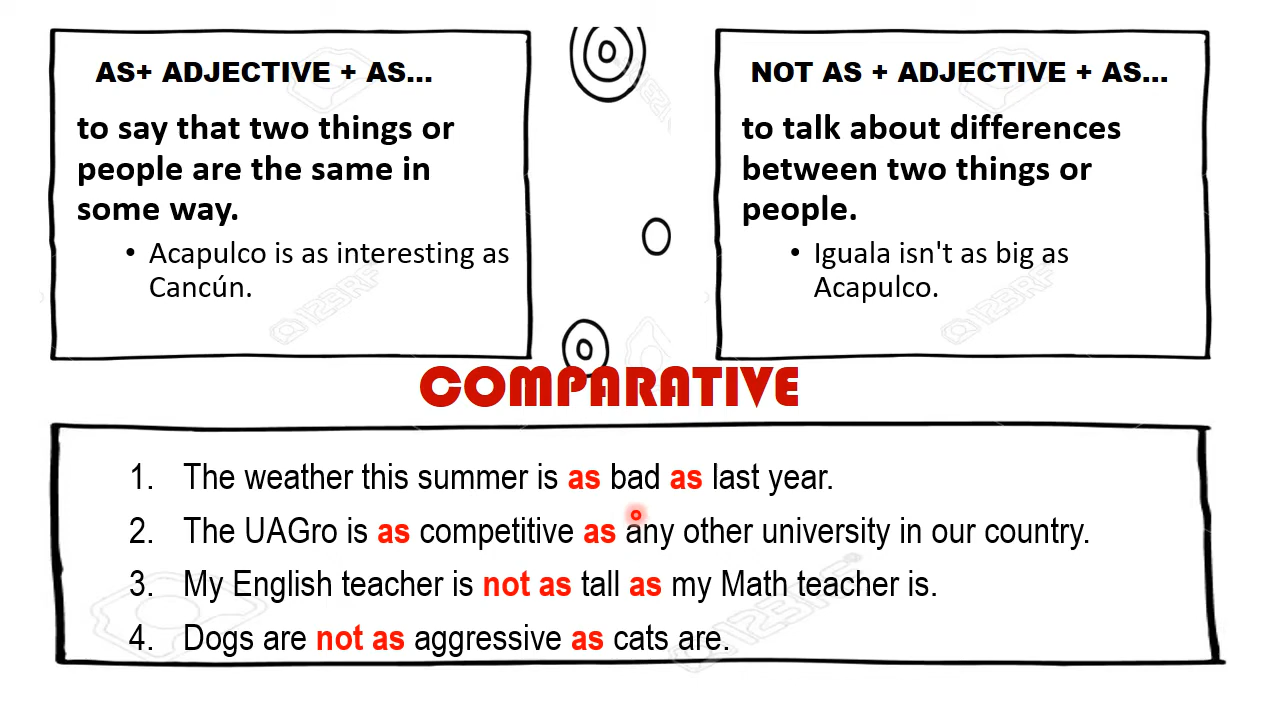 AS+ ADJECTIVE + AS...
to say that two things or
people are the same in
some way.
• Acapulco is as interesting as
Cancún.
NOT AS + ADJECTIVE + AS...
to talk about differences
between two things or
people.
• Iguala isn't as big as
Acapulco.
COMPARATIVE
1. The weather this summer is as bad as last year.
2. The UAGro is as competitive as any other university in our country.
3. My English teacher is not as tall as my Math teacher is.
4. Dogs are not as aggressive as cats are.
123RF
123RF
123RF